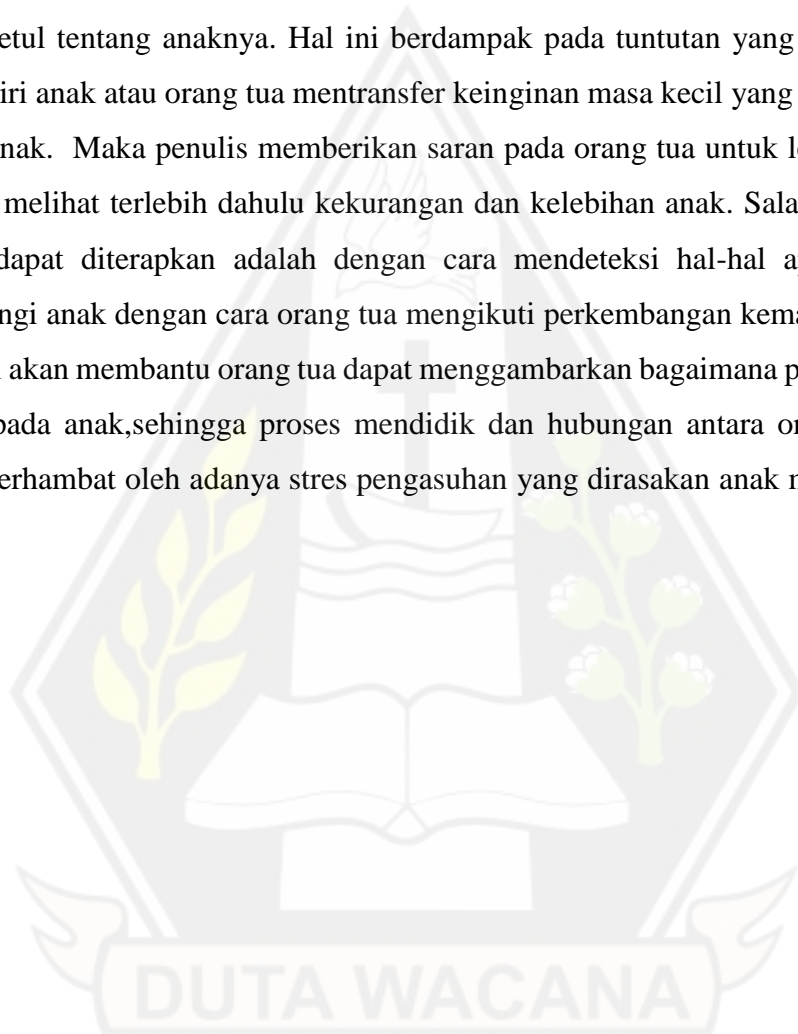 etul tentang anaknya. Hal ini berdampak pada tuntutan yang
iri anak atau orang tua mentransfer keinginan masa kecil yang
nak. Maka penulis memberikan saran pada orang tua untuk
melihat terlebih dahulu kekurangan dan kelebihan anak.
dapat diterapkan adalah dengan cara mendeteksi hal-hal
ngi anak dengan cara orang tua mengikuti perkembangan
akan membantu orang tua dapat menggambarkan bagaimana
pada anak,sehingga proses mendidik dan hubungan antara
erhambat oleh adanya stres pengasuhan yang dirasakan anak
DUTA WACANA